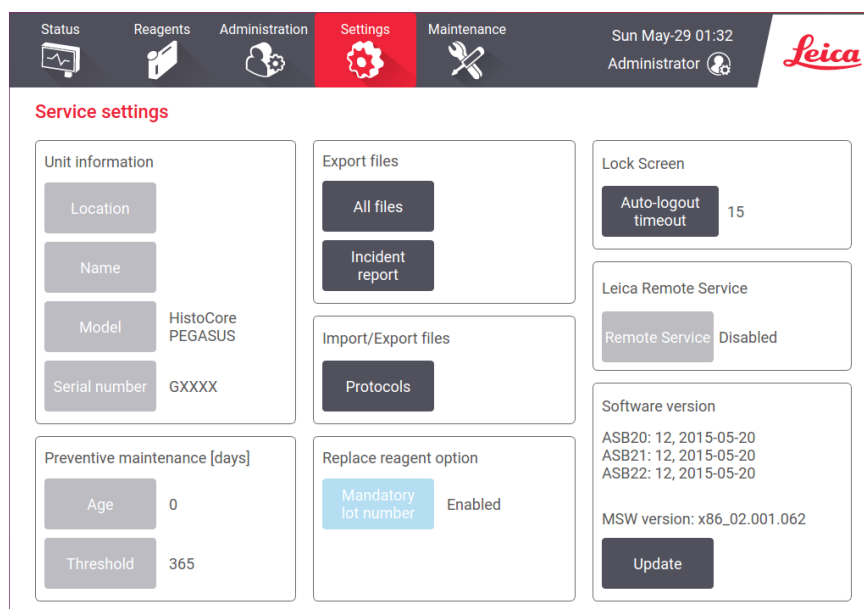 Status Reagents Administration Settings Maintenance
Sun May-29 01:32
Administrator
Leica
Service settings
Unit information
Location
Name
Model HistoCore
PEGASUS
Serial number GXXXX
Preventive maintenance [days]
Age 0
Threshold 365
Export files
All files
Incident
report
Import/Export files
Protocols
Replace reagent option
Mandatory
lot number Enabled
Lock Screen
Auto-logout
timeout 15
Leica Remote Service
Remote Service Disabled
Software version
ASB20: 12, 2015-05-20
ASB21: 12, 2015-05-20
ASB22: 12, 2015-05-20
MSW version: x86_02.001.062
Update